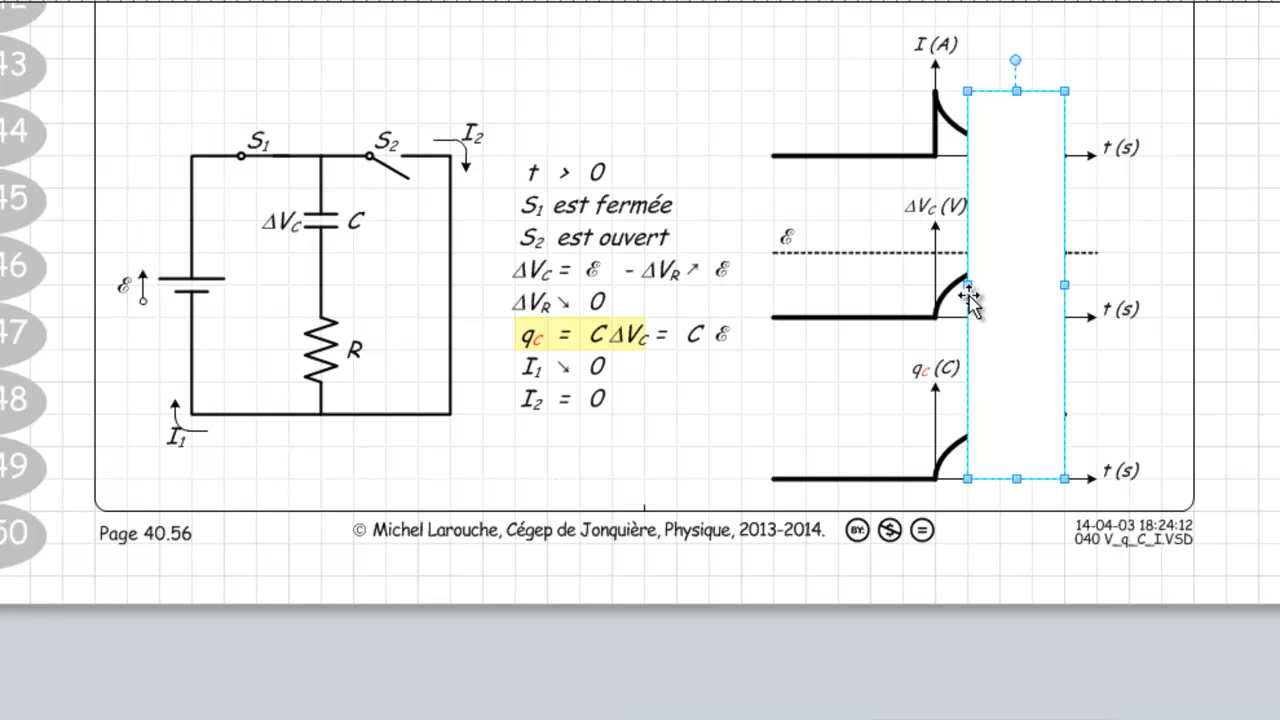 43
44
45
46
47
48
49
50
S₁
S₂
I₂
ΔVC
C
ℰ
R
I₁
t > 0
S₁ est fermée
S₂ est ouvert
ΔVC = ℰ - ΔVR ↗ ℰ
ΔVR ↘ 0
qC = C ΔVC = C ℰ
I₁ ↘ 0
I₂ = 0
I (A)
t (s)
ΔVC (V)
ℰ
t (s)
qC (C)
t (s)
Page 40.56
© Michel Larouche, Cégep de Jonquière, Physique, 2013-2014.
BY:
$
=
14-04-03 18:24:12
040 V_q_C_I.VSD